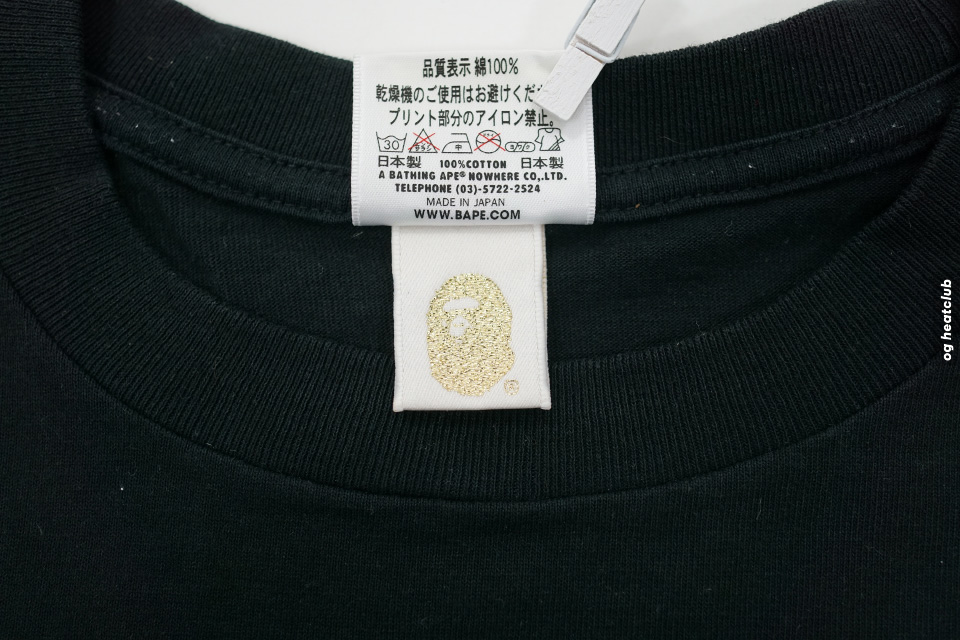 品質表示 綿100%
乾燥機のご使用はお避けくだ
プリント部分のアイロン禁止。
30 中
日本製 100%COTTON 日本製
A BATHING APE® NOWHERE CO,.LTD.
TELEPHONE (03)-5722-2524
MADE IN JAPAN
WWW.BAPE.COM
®
og heatclub